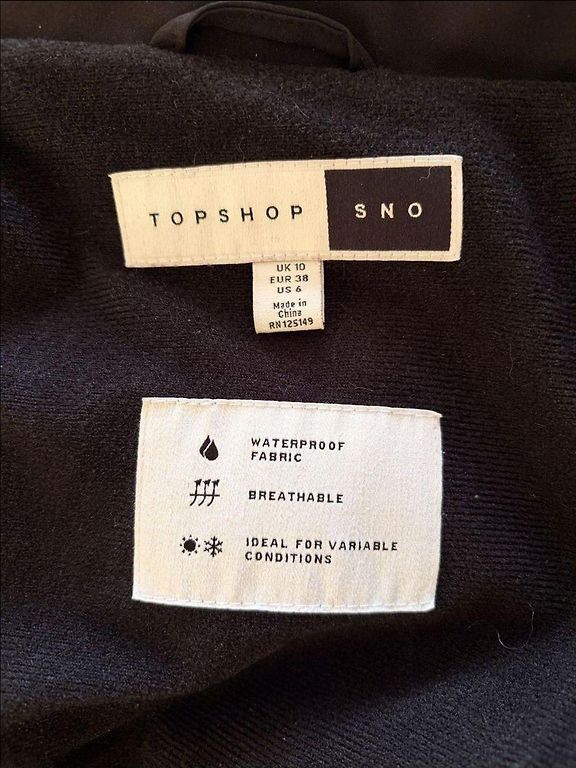 TOPSHOP SNO
UK 10
EUR 38
US 6
Made in
China
RN125149
WATERPROOF
FABRIC
BREATHABLE
IDEAL FOR VARIABLE
CONDITIONS